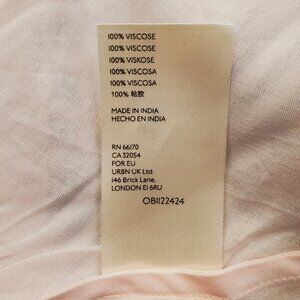 100% VISCOSE
100% VISCOSE
100% VISKOSE
100% VISCOSA
100% VISCOSA
100% 粘胶
MADE IN INDIA
HECHO EN INDIA
RN 66170
CA 32054
FOR EU
URBN UK Ltd.
146 Brick Lane,
LONDON E1 6RU
OB1122424